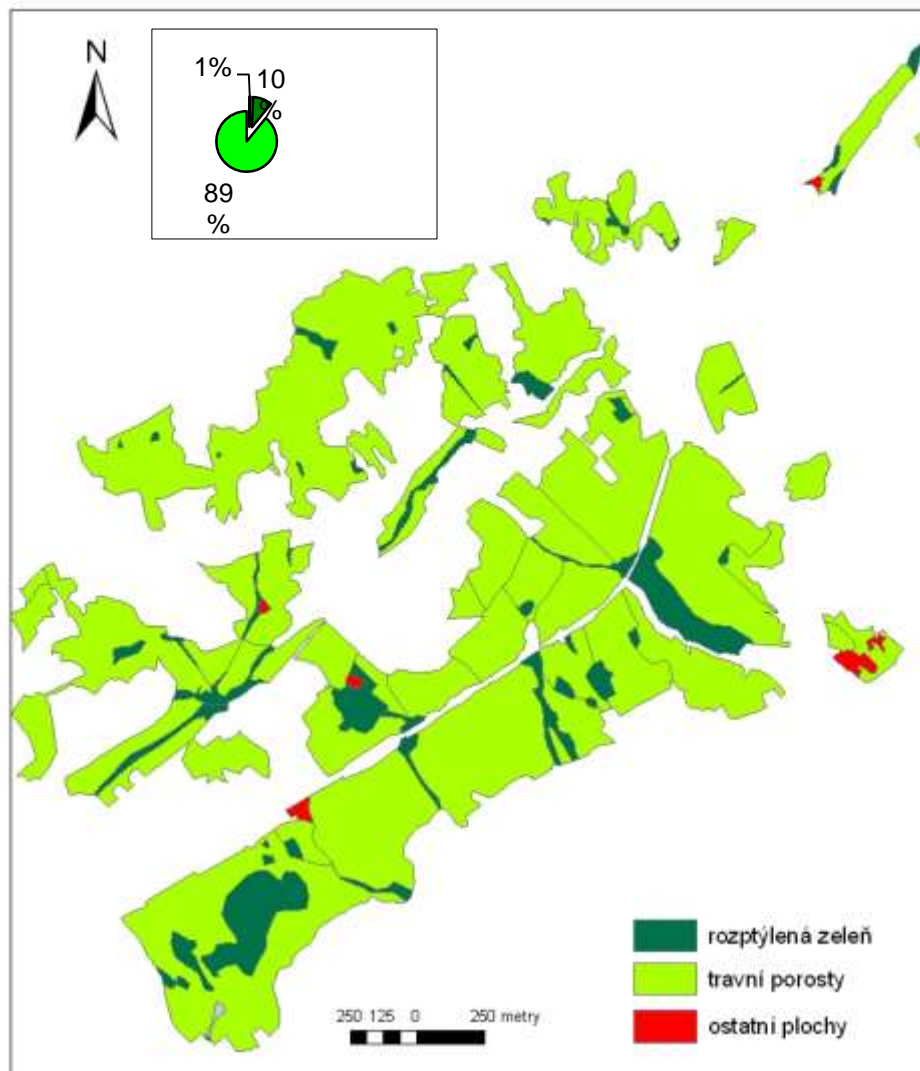 N
1%
10
%
89
%
rozptýlená zeleň
travní porosty
250 125 0 250 metry
ostatní plochy